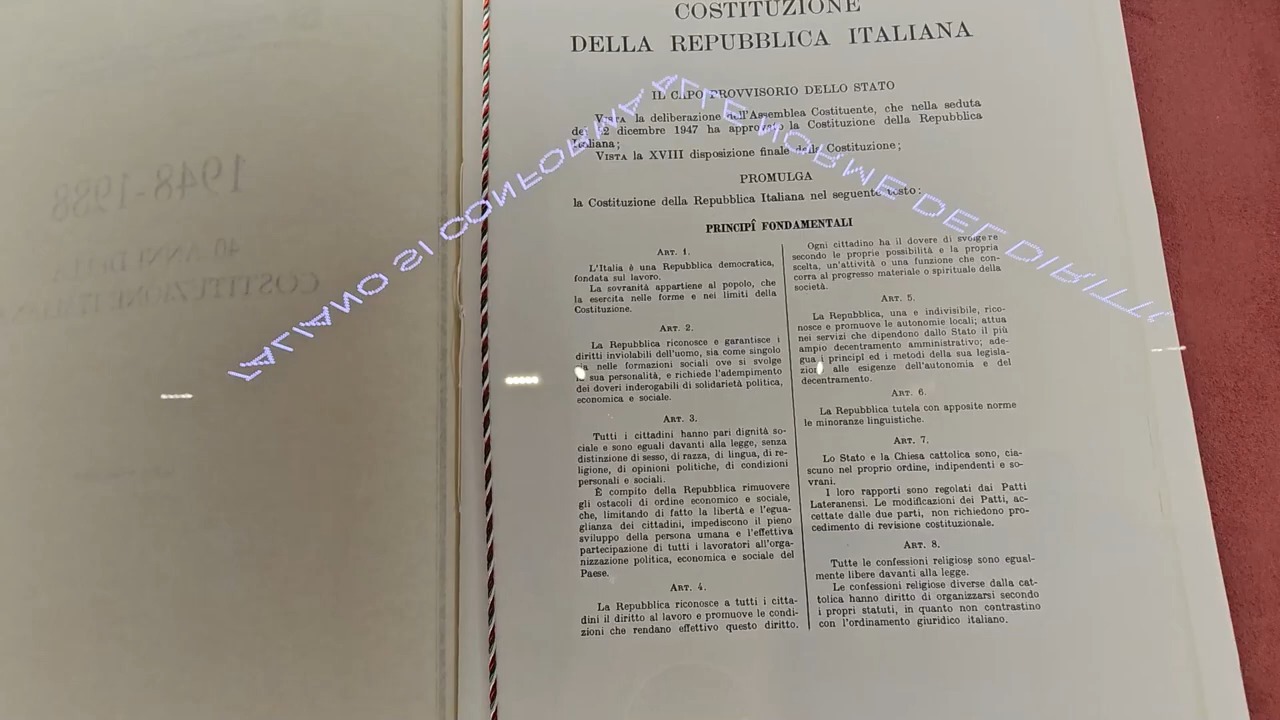 1948-1988
40 ANNI DELLA
COSTITUZIONE ITALIANA
COSTITUZIONE
DELLA REPUBBLICA ITALIANA
IL CAPO PROVVISORIO DELLO STATO
VISTA la deliberazione dell'Assemblea Costituente, che nella seduta
del 22 dicembre 1947 ha approvato la Costituzione della Repubblica
Italiana;
VISTA la XVIII disposizione finale della Costituzione;
PROMULGA
la Costituzione della Repubblica Italiana nel seguente testo:
PRINCIPÎ FONDAMENTALI
ART. 1.
L'Italia è una Repubblica democratica,
fondata sul lavoro.
La sovranità appartiene al popolo, che
la esercita nelle forme e nei limiti della
Costituzione.
ART. 2.
La Repubblica riconosce e garantisce i
diritti inviolabili dell'uomo, sia come singolo
sia nelle formazioni sociali ove si svolge
la sua personalità, e richiede l'adempimento
dei doveri inderogabili di solidarietà politica,
economica e sociale.
ART. 3.
Tutti i cittadini hanno pari dignità so-
ciale e sono eguali davanti alla legge, senza
distinzione di sesso, di razza, di lingua, di re-
ligione, di opinioni politiche, di condizioni
personali e sociali.
È compito della Repubblica rimuovere
gli ostacoli di ordine economico e sociale,
che, limitando di fatto la libertà e l'egua-
glianza dei cittadini, impediscono il pieno
sviluppo della persona umana e l'effettiva
partecipazione di tutti i lavoratori all'orga-
nizzazione politica, economica e sociale del
Paese.
ART. 4.
La Repubblica riconosce a tutti i citta-
dini il diritto al lavoro e promuove le condi-
zioni che rendano effettivo questo diritto.
Ogni cittadino ha il dovere di svolgere
secondo le proprie possibilità e la propria
scelta, un'attività o una funzione che con-
corra al progresso materiale o spirituale della
società.
ART. 5.
La Repubblica, una e indivisibile, rico-
nosce e promuove le autonomie locali; attua
nei servizi che dipendono dallo Stato il più
ampio decentramento amministrativo; ade-
gua i principî ed i metodi della sua legisla-
zione alle esigenze dell'autonomia e del
decentramento.
ART. 6.
La Repubblica tutela con apposite norme
le minoranze linguistiche.
ART. 7.
Lo Stato e la Chiesa cattolica sono, cia-
scuno nel proprio ordine, indipendenti e so-
vrani.
I loro rapporti sono regolati dai Patti
Lateranensi. Le modificazioni dei Patti, ac-
cettate dalle due parti, non richiedono pro-
cedimento di revisione costituzionale.
ART. 8.
Tutte le confessioni religiose sono egual-
mente libere davanti alla legge.
Le confessioni religiose diverse dalla cat-
tolica hanno diritto di organizzarsi secondo
i propri statuti, in quanto non contrastino
con l'ordinamento giuridico italiano.
ALIANO SI CONFORMA ALLE NORME DEL DIRITT